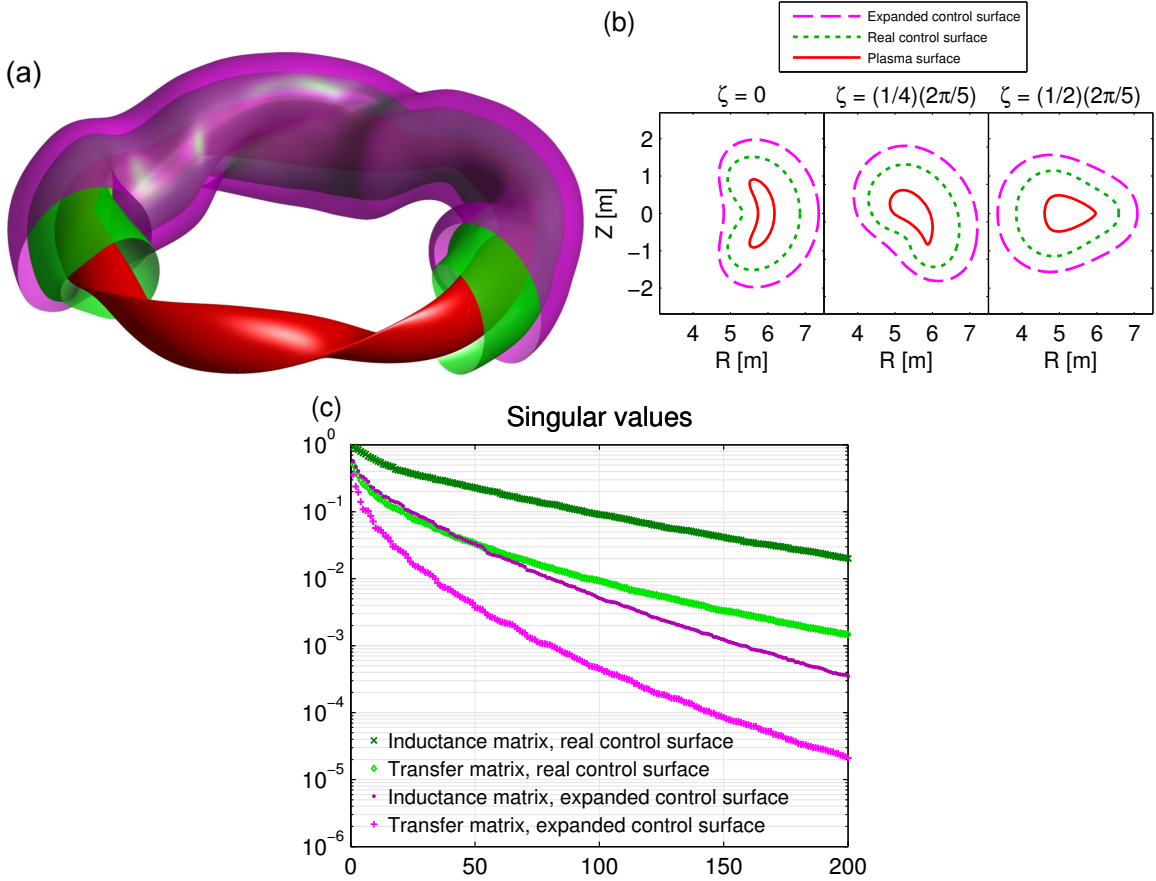 (a)
(b)
Expanded control surface
Real control surface
Plasma surface
ζ = 0
ζ = (1/4)(2π/5)
ζ = (1/2)(2π/5)
Z [m]
2
1
0
−1
−2
4 5 6 7
4 5 6 7
4 5 6 7
R [m]
R [m]
R [m]
(c)
Singular values
10^0
10^-1
10^-2
10^-3
10^-4
10^-5
10^-6
Inductance matrix, real control surface
Transfer matrix, real control surface
Inductance matrix, expanded control surface
Transfer matrix, expanded control surface
0 50 100 150 200